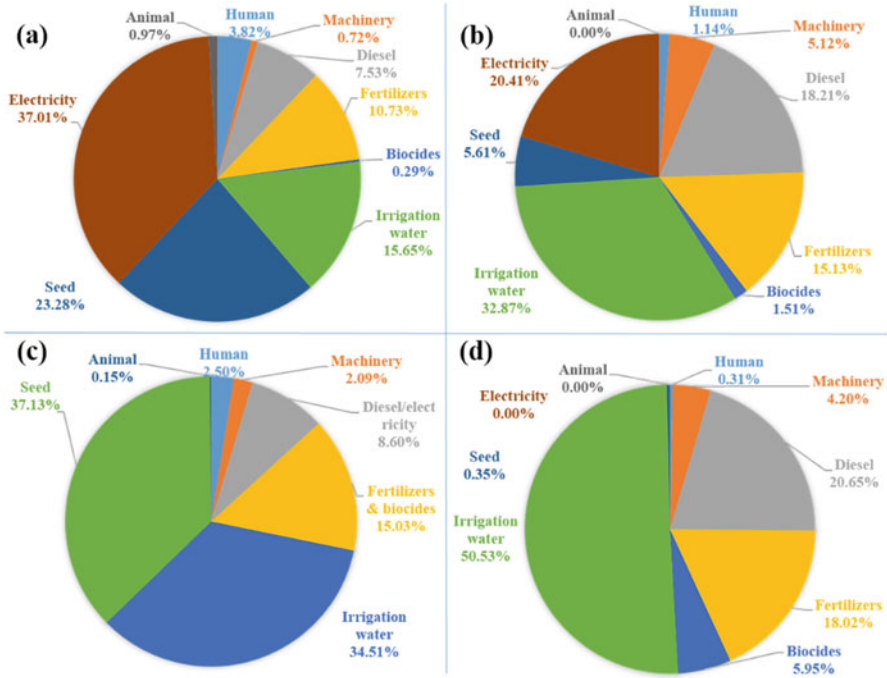 (a)
Animal
0.97%
Human
3.82%
Machinery
0.72%
Diesel
7.53%
Fertilizers
10.73%
Biocides
0.29%
Irrigation
water
15.65%
Seed
23.28%
Electricity
37.01%
(b)
Animal
0.00%
Human
1.14%
Machinery
5.12%
Diesel
18.21%
Fertilizers
15.13%
Biocides
1.51%
Irrigation
water
32.87%
Seed
5.61%
Electricity
20.41%
(c)
Animal
0.15%
Human
2.50%
Machinery
2.09%
Diesel/elect
ricity
8.60%
Fertilizers
& biocides
15.03%
Irrigation
water
34.51%
Seed
37.13%
(d)
Animal
0.00%
Human
0.31%
Machinery
4.20%
Diesel
20.65%
Fertilizers
18.02%
Biocides
5.95%
Irrigation
water
50.53%
Seed
0.35%
Electricity
0.00%